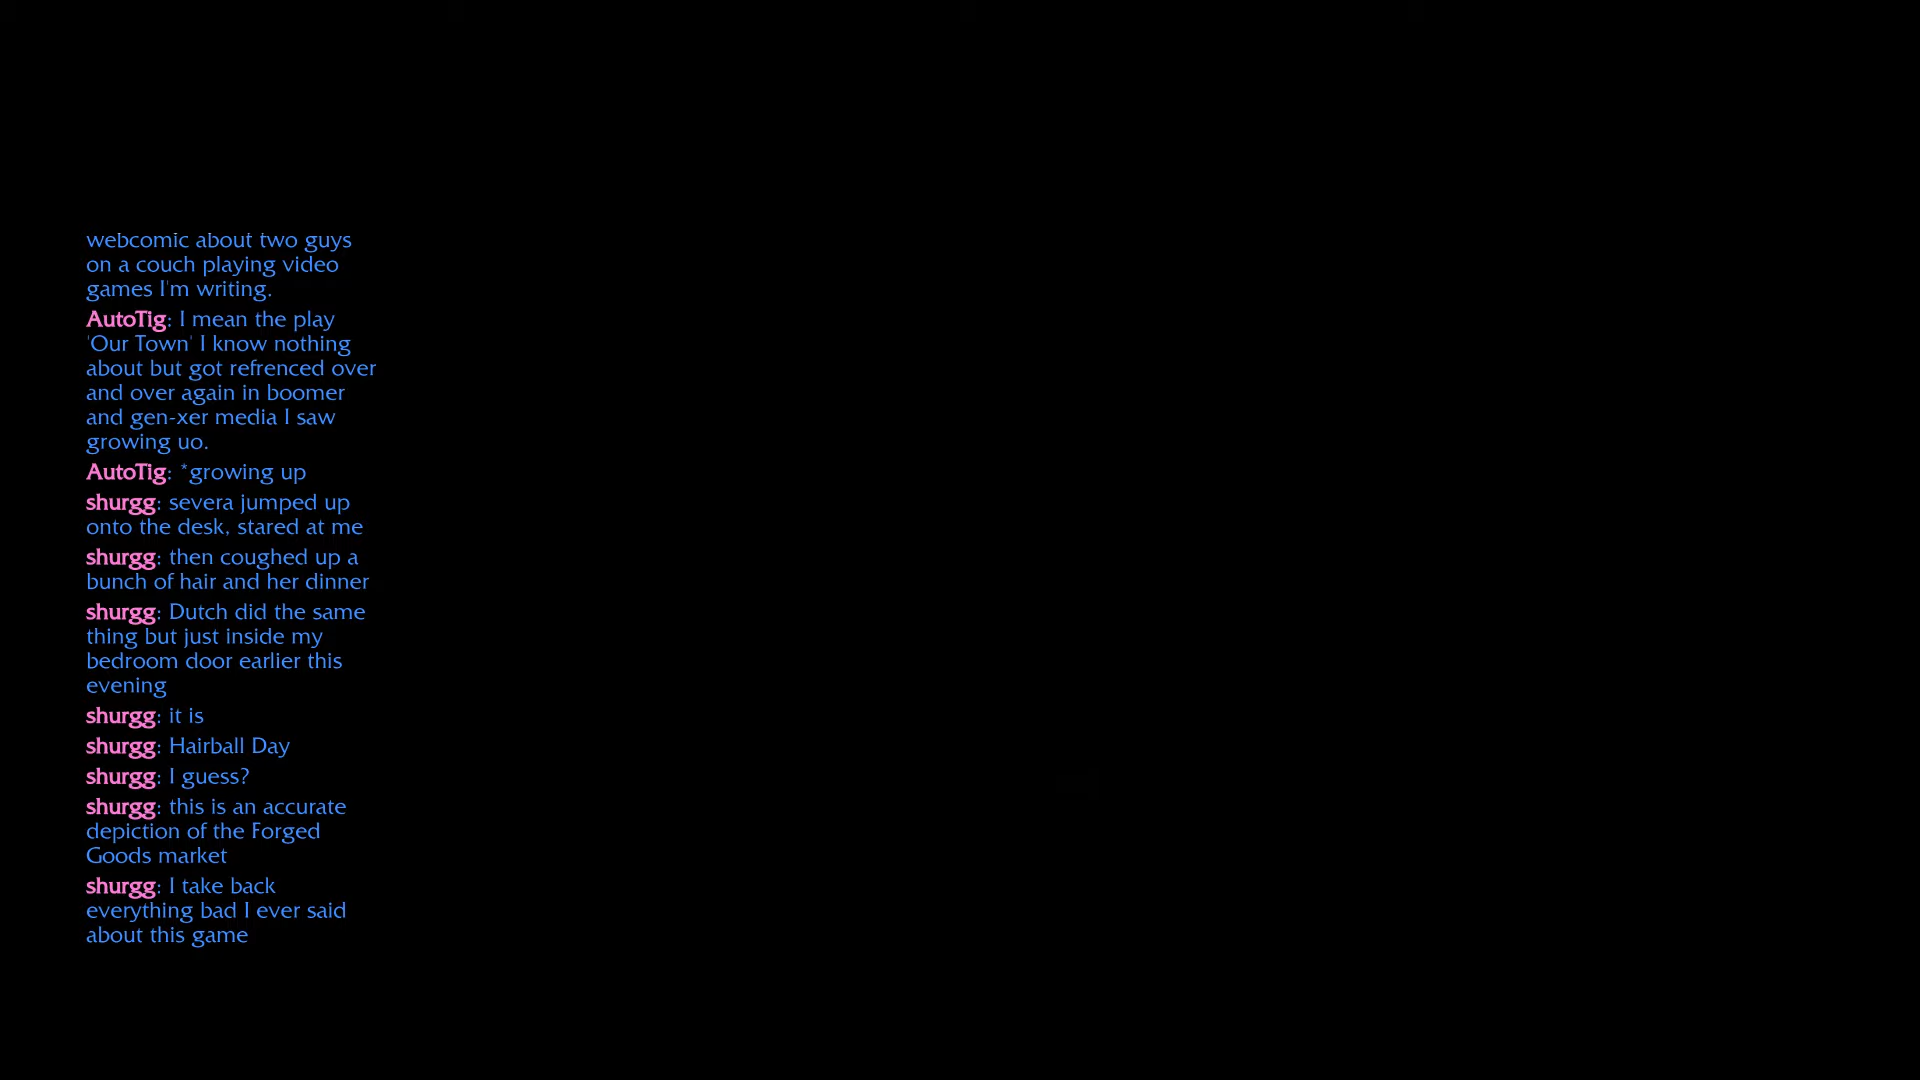 webcomic about two guys
on a couch playing video
games I'm writing.
AutoTig: I mean the play
'Our Town' I know nothing
about but got refrenced over
and over again in boomer
and gen-xer media I saw
growing uo.
AutoTig: *growing up
shurgg: severa jumped up
onto the desk, stared at me
shurgg: then coughed up a
bunch of hair and her dinner
shurgg: Dutch did the same
thing but just inside my
bedroom door earlier this
evening
shurgg: it is
shurgg: Hairball Day
shurgg: I guess?
shurgg: this is an accurate
depiction of the Forged
Goods market
shurgg: I take back
everything bad I ever said
about this game